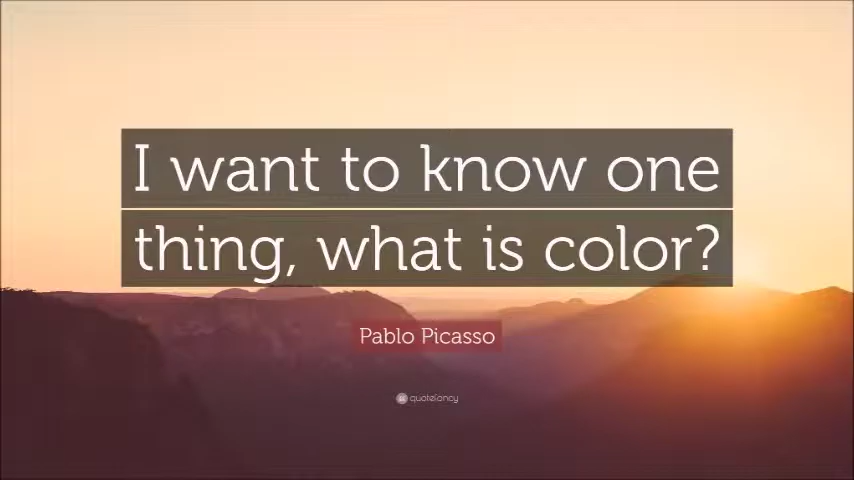 I want to know one
thing, what is color?
Pablo Picasso
quotefancy